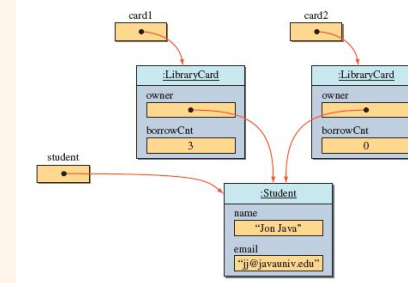 card1
card2
:LibraryCard
:LibraryCard
owner
owner
borrowCnt
borrowCnt
3
0
student
:Student
name
“Jon Java”
email
“jj@javauniv.edu”